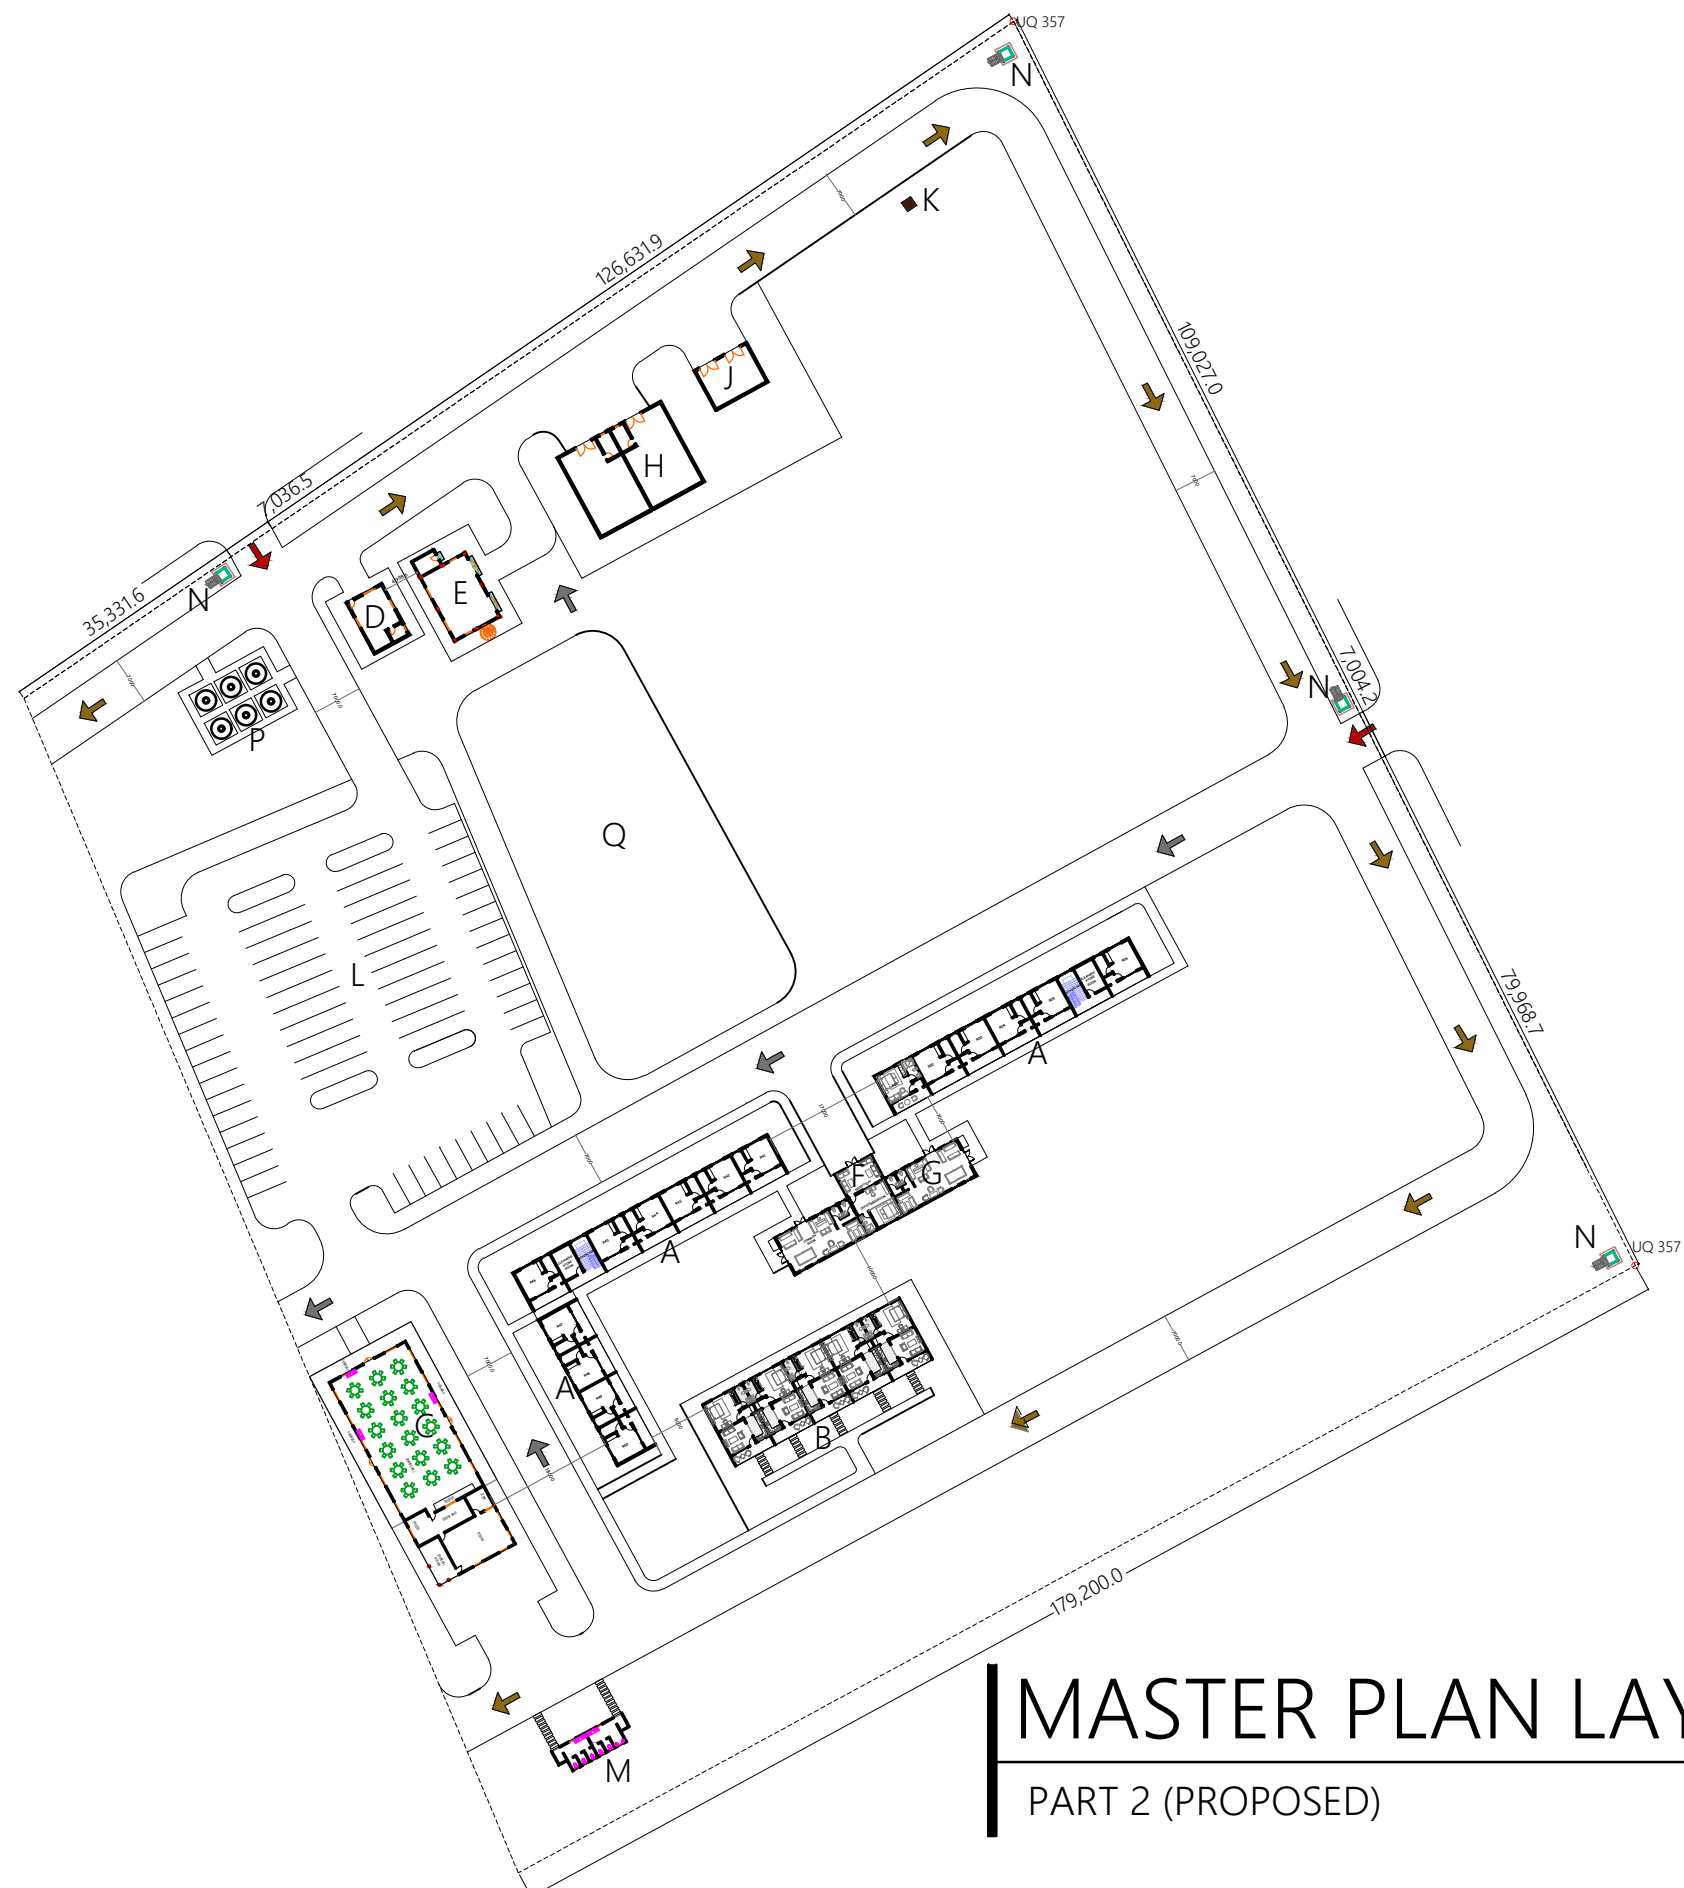 UQ 357
N
K
126,631.9
109,027.0
J
H
7,036.5
E
D
N
35,331.6
P
7,004.2
N
Q
L
A
79,968.7
F
G
A
N
UQ 357
A
C
B
179,200.0
M
MASTER PLAN LAY
PART 2 (PROPOSED)